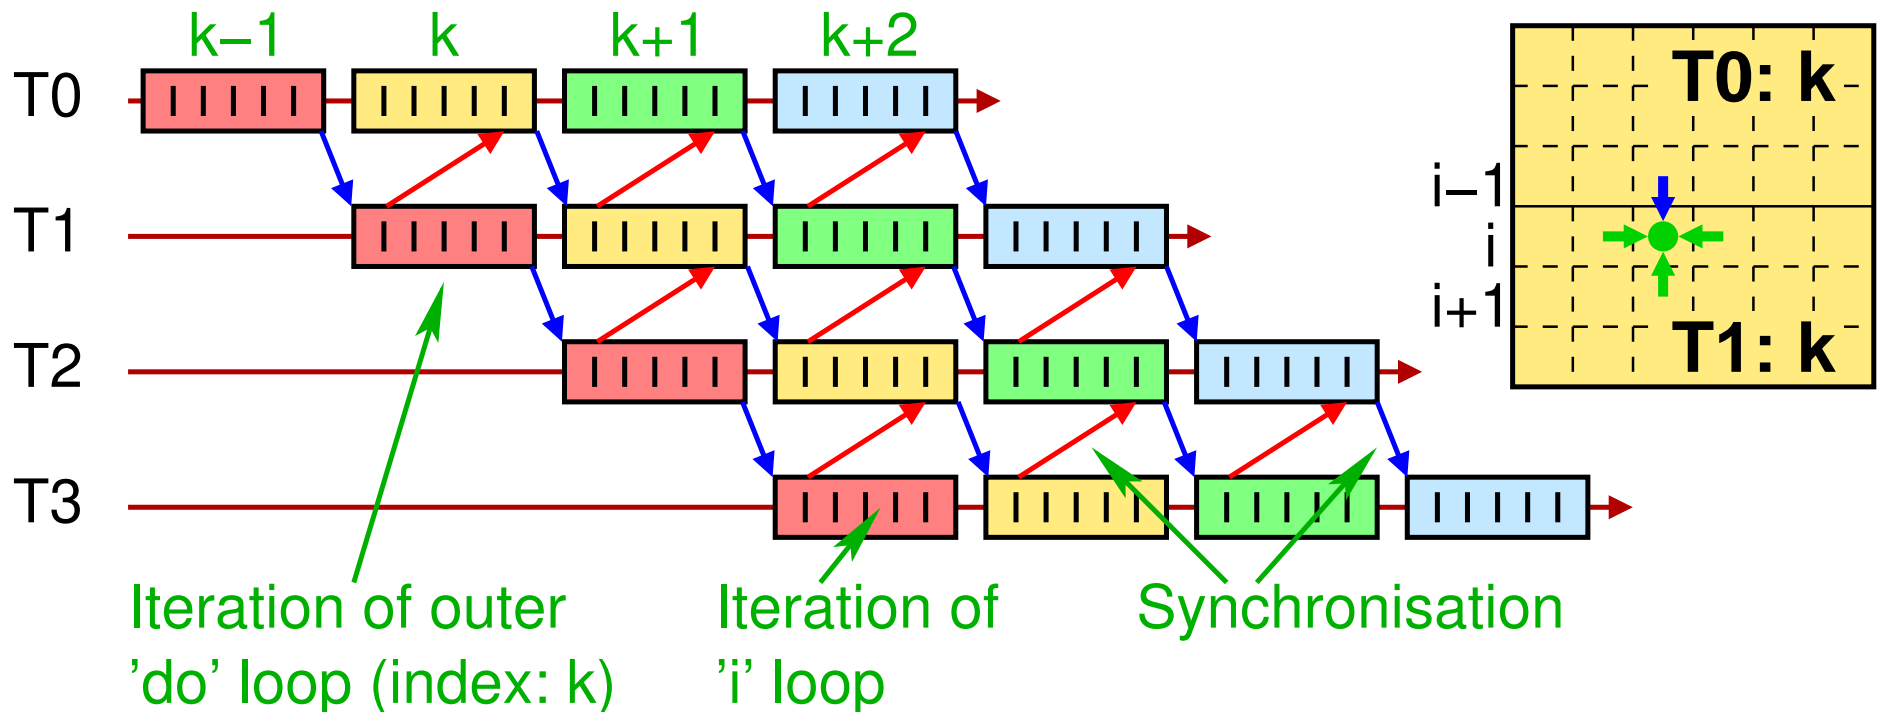 k−1 k k+1 k+2
T0
T1
T2
T3
T0: k
i−1
i
i+1
T1: k
Iteration of outer
’do’ loop (index: k)
Iteration of
’i’ loop
Synchronisation